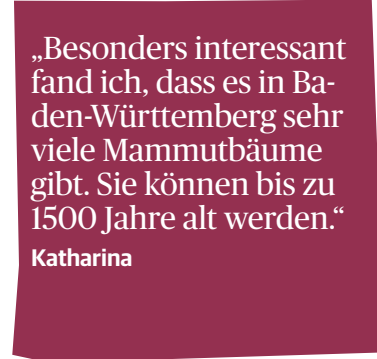 „Besonders interessant
fand ich, dass es in Ba-
den-Württemberg sehr
viele Mammutbäume
gibt. Sie können bis zu
1500 Jahre alt werden.“
Katharina